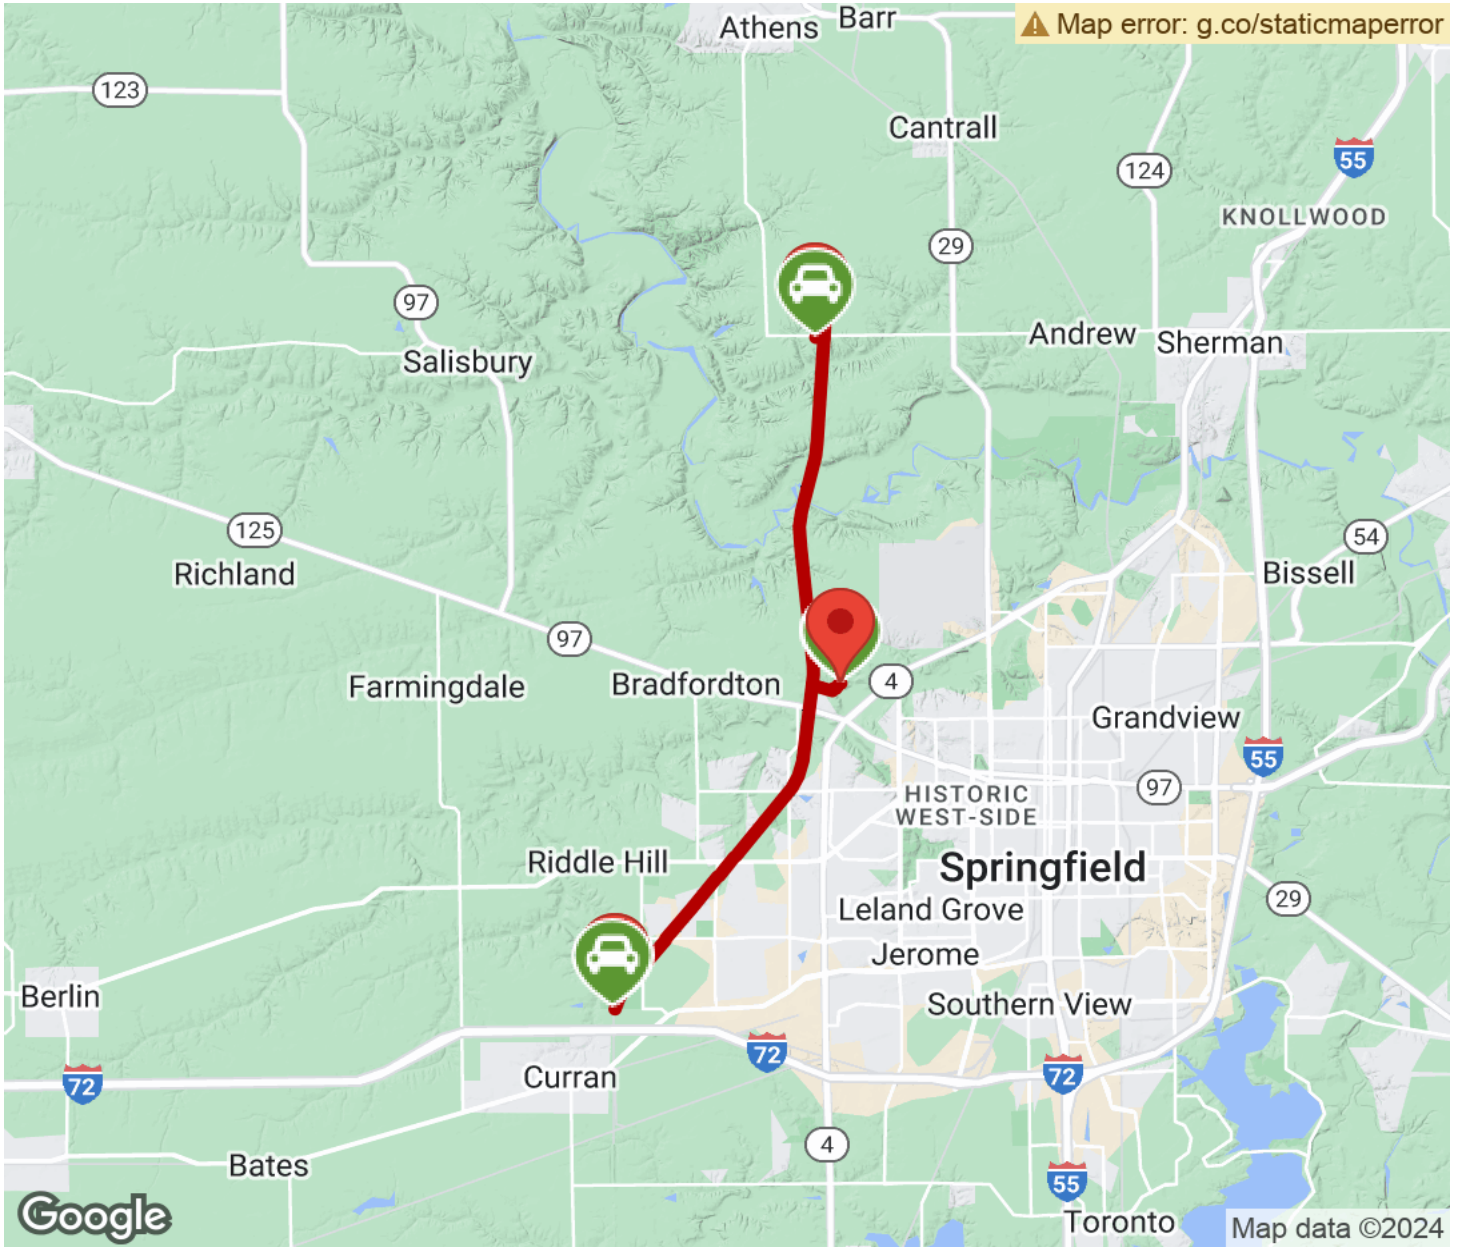 Athens
Barr
Map error: g.co/staticmaperror
123
Cantrall
55
124
KNOLLWOOD
29
97
Andrew
Sherman
Salisbury
125
54
Richland
Bissell
97
Farmingdale
Bradfordton
4
Grandview
55
97
HISTORIC
WEST-SIDE
Riddle Hill
Springfield
29
Leland Grove
Jerome
Berlin
Southern View
72
72
72
Curran
4
Bates
55
Google
Toronto
Map data ©2024